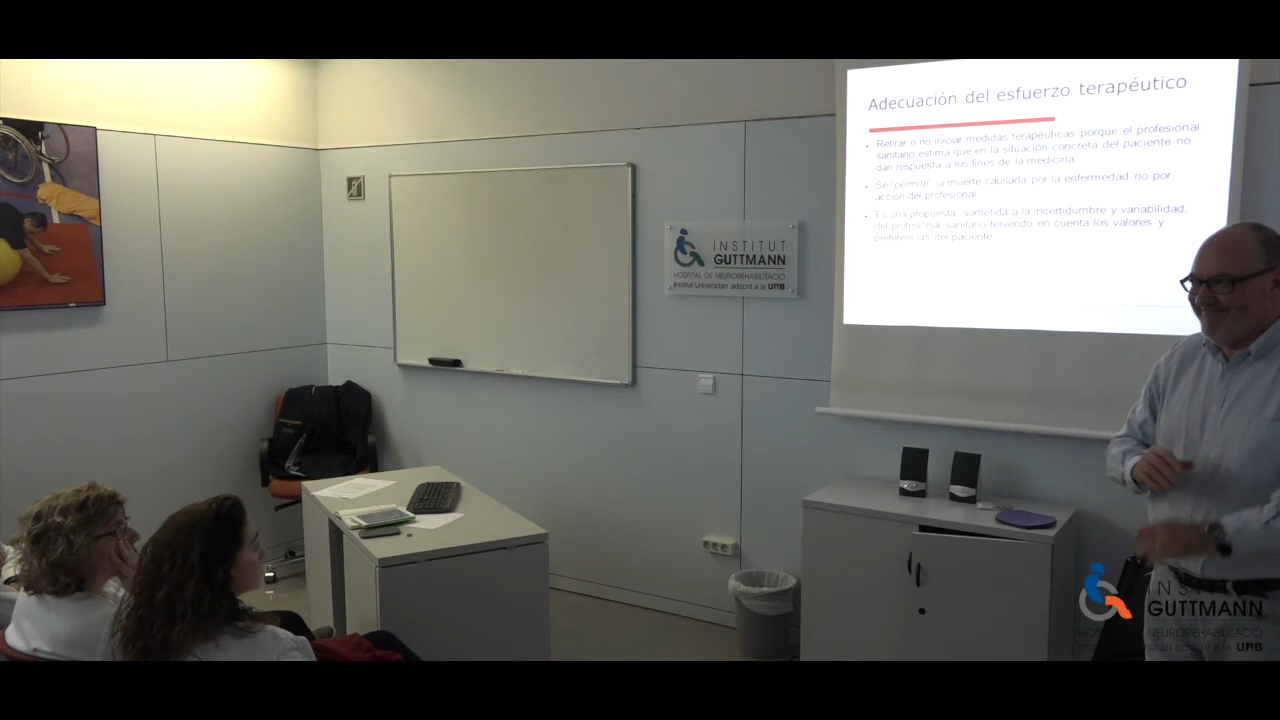 Adecuación del esfuerzo terapéutico
• Retirar o no iniciar medidas terapeuticas porque el profesional
sanitario estima que en la situación concreta del paciente no
dan respuesta a los fines de la medicina.
• Se "permite" la muerte causada por la enfermedad no por
acción del profesional.
• Es una propuesta sometida a la incertidumbre y variabilidad,
del profesional sanitario teniendo en cuenta los valores y
preferencias del paciente.
INSTITUT
GUTTMANN
HOSPITAL DE NEUROREHABILITACIÓ
Institut Universitari adscrit a la UAB
GUTTMANN
NEUROREHABILITACIÓ
adscrit a la UAB